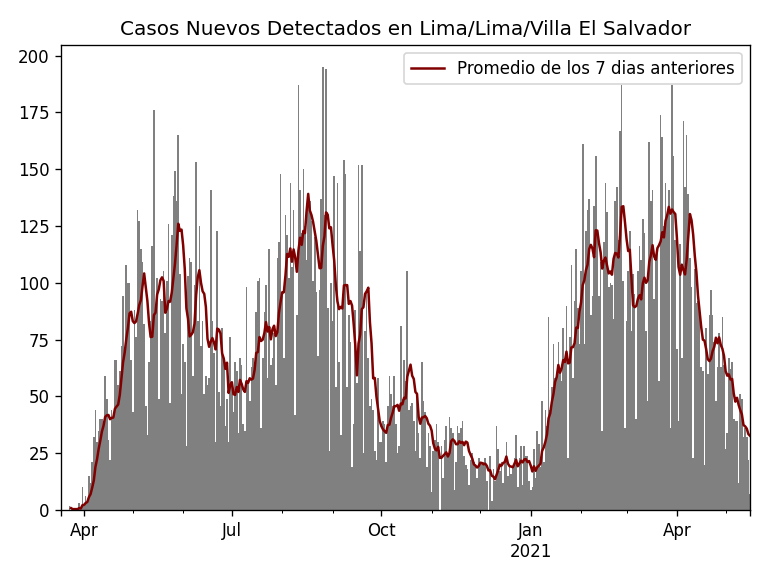 Casos Nuevos Detectados en Lima/Lima/Villa El Salvador
Promedio de los 7 dias anteriores
200
175
150
125
100
75
50
25
0
Apr
Jul
Oct
Jan
2021
Apr